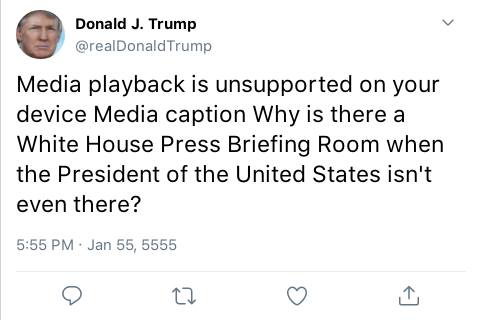 Donald J. Trump
@realDonaldTrump
Media playback is unsupported on your
device Media caption Why is there a
White House Press Briefing Room when
the President of the United States isn't
even there?
5:55 PM · Jan 55, 5555